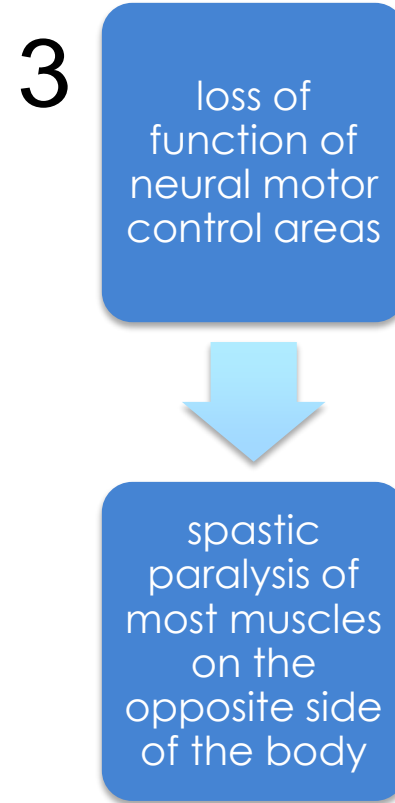 3
loss of
function of
neural motor
control areas
spastic
paralysis of
most muscles
on the
opposite side
of the body